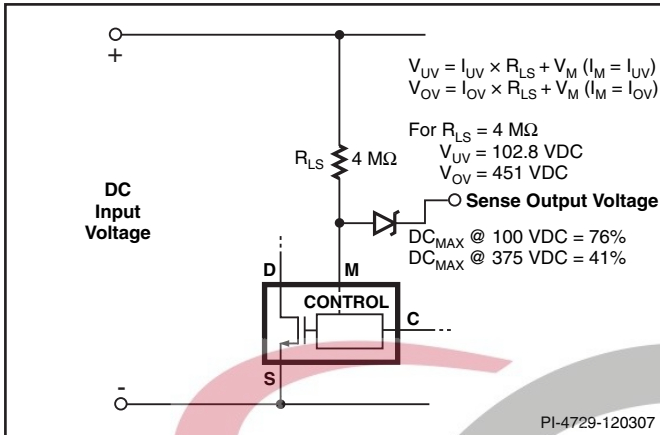 +
V_UV = I_UV × R_LS + V_M (I_M = I_UV)
V_OV = I_OV × R_LS + V_M (I_M = I_OV)
For R_LS = 4 MΩ
V_UV = 102.8 VDC
V_OV = 451 VDC
R_LS 4 MΩ
DC
Input
Voltage
Sense Output Voltage
DC_MAX @ 100 VDC = 76%
DC_MAX @ 375 VDC = 41%
D M
CONTROL
C
S
-
PI-4729-120307